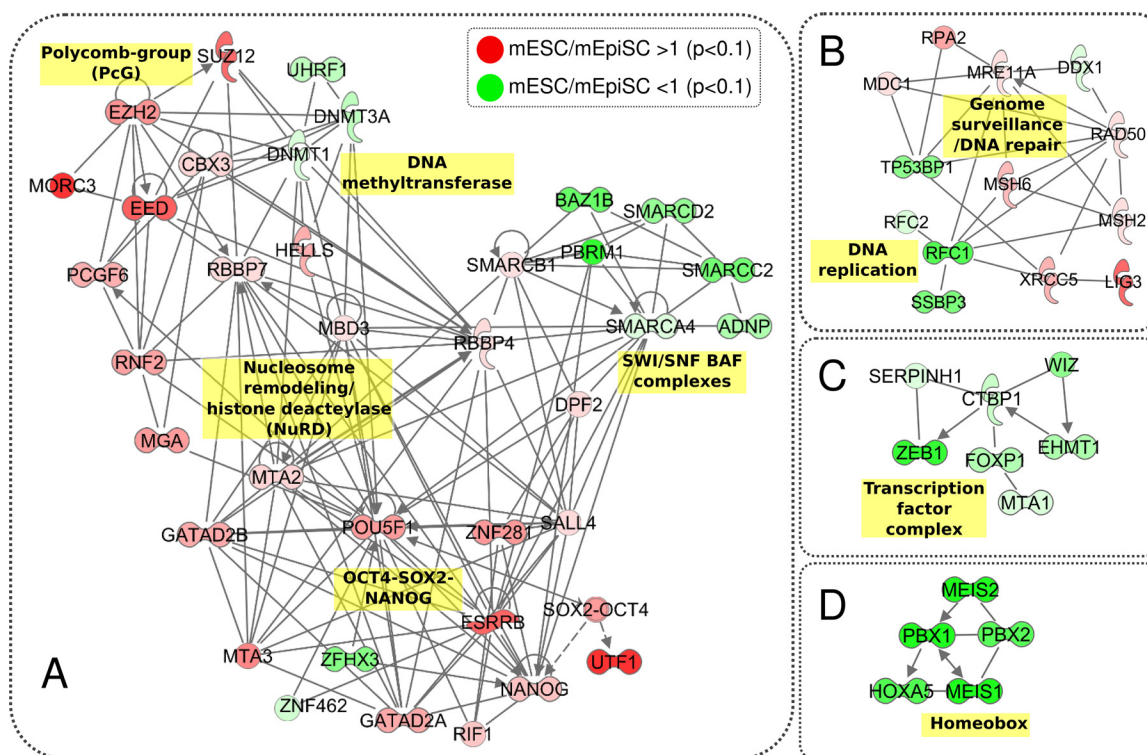 Polycomb-group
(PcG)
SUZ12
UHRF1
mESC/mEpiSC >1 (p<0.1)
mESC/mEpiSC <1 (p<0.1)
EZH2
DNMT3A
CBX3
DNMT1
DNA
methyltransferase
MORC3
EED
BAZ1B
SMARCD2
HELLS
PBRM1
PCGF6
RBBP7
SMARCB1
SMARCC2
MBD3
RBBP4
SMARCA4
ADNP
RNF2
Nucleosome
remodeling/
histone deacteylase
(NuRD)
SWI/SNF BAF
complexes
DPF2
MGA
MTA2
GATAD2B
POU5F1
ZNF281
SALL4
OCT4-SOX2-
NANOG
ESRRB
SOX2-OCT4
MTA3
ZFHX3
UTF1
A
NANOG
ZNF462
GATAD2A
RIF1
B
RPA2
MRE11A
DDX1
MDC1
Genome
surveillance
/DNA repair
RAD50
TP53BP1
MSH6
RFC2
MSH2
DNA
replication
RFC1
XRCC5
LIG3
SSBP3
C
SERPINH1
WIZ
CTBP1
ZEB1
FOXP1
EHMT1
MTA1
Transcription
factor
complex
D
MEIS2
PBX1
PBX2
HOXA5
MEIS1
Homeobox